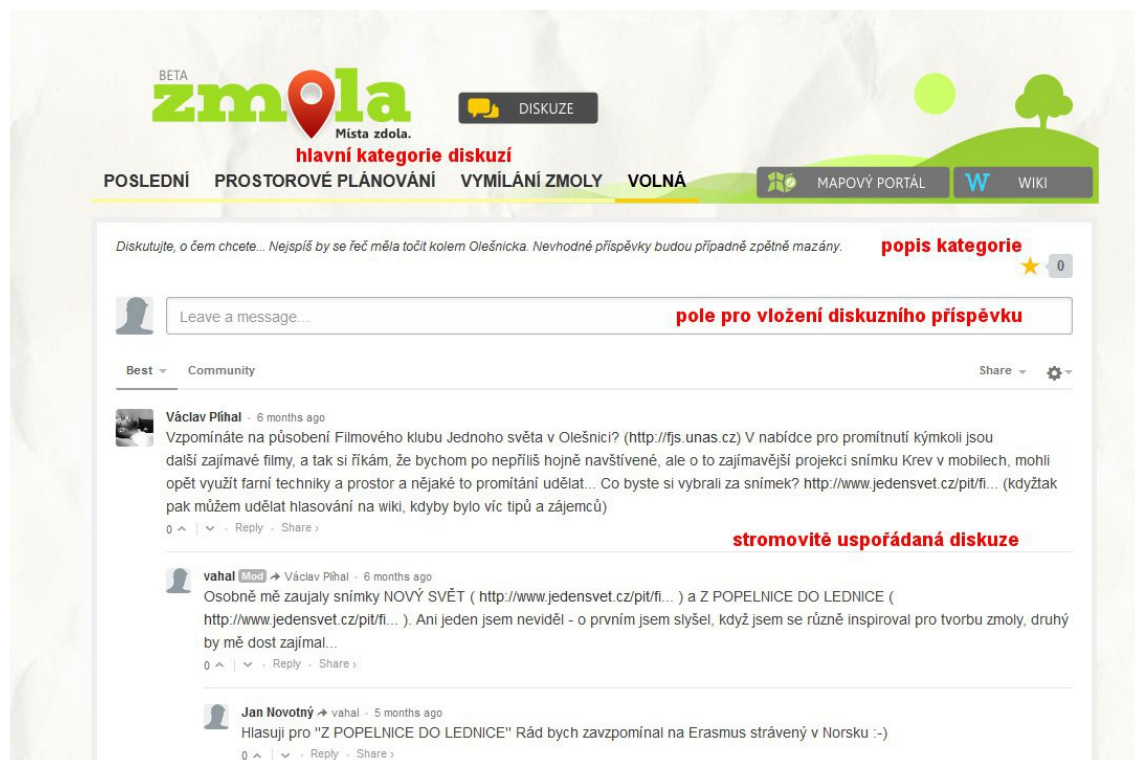 BETA
zmola
DISKUZE
Místa zdola.
hlavní kategorie diskuzí
POSLEDNÍ PROSTOROVÉ PLÁNOVÁNÍ VYMÍLÁNÍ ZMOLY VOLNÁ MAPOVÝ PORTÁL W WIKI
Diskutujte, o čem chcete... Nejspíš by se řeč měla točit kolem Olešnicka. Nevhodné příspěvky budou případně zpětně mazány. popis kategorie
0
Leave a message... pole pro vložení diskuzního příspěvku
Best Community Share
Václav Plíhal · 6 months ago
Vzpomínáte na působení Filmového klubu Jednoho světa v Olešnici? (http://fjs.unas.cz) V nabídce pro promítnutí kýmkoli jsou
další zajímavé filmy, a tak si říkám, že bychom po nepříliš hojně navštívené, ale o to zajímavější projekci snímku Krev v mobilech, mohli
opět využít farní techniky a prostor a nějaké to promítání udělat... Co byste si vybrali za snímek? http://www.jedensvet.cz/pit/fi... (kdyžtak
pak můžem udělat hlasování na wiki, kdyby bylo víc tipů a zájemců)
0 · Reply · Share ›
stromovitě uspořádaná diskuze
vahal Mod → Václav Plíhal · 6 months ago
Osobně mě zaujaly snímky NOVÝ SVĚT ( http://www.jedensvet.cz/pit/fi... ) a Z POPELNICE DO LEDNICE (
http://www.jedensvet.cz/pit/fi... ). Ani jeden jsem neviděl - o prvním jsem slyšel, když jsem se různě inspiroval pro tvorbu zmoly, druhý
by mě dost zajímal...
0 · Reply · Share ›
Jan Novotný → vahal · 5 months ago
Hlasuji pro "Z POPELNICE DO LEDNICE" Rád bych zavzpomínal na Erasmus strávený v Norsku :-)
0 · Reply · Share ›